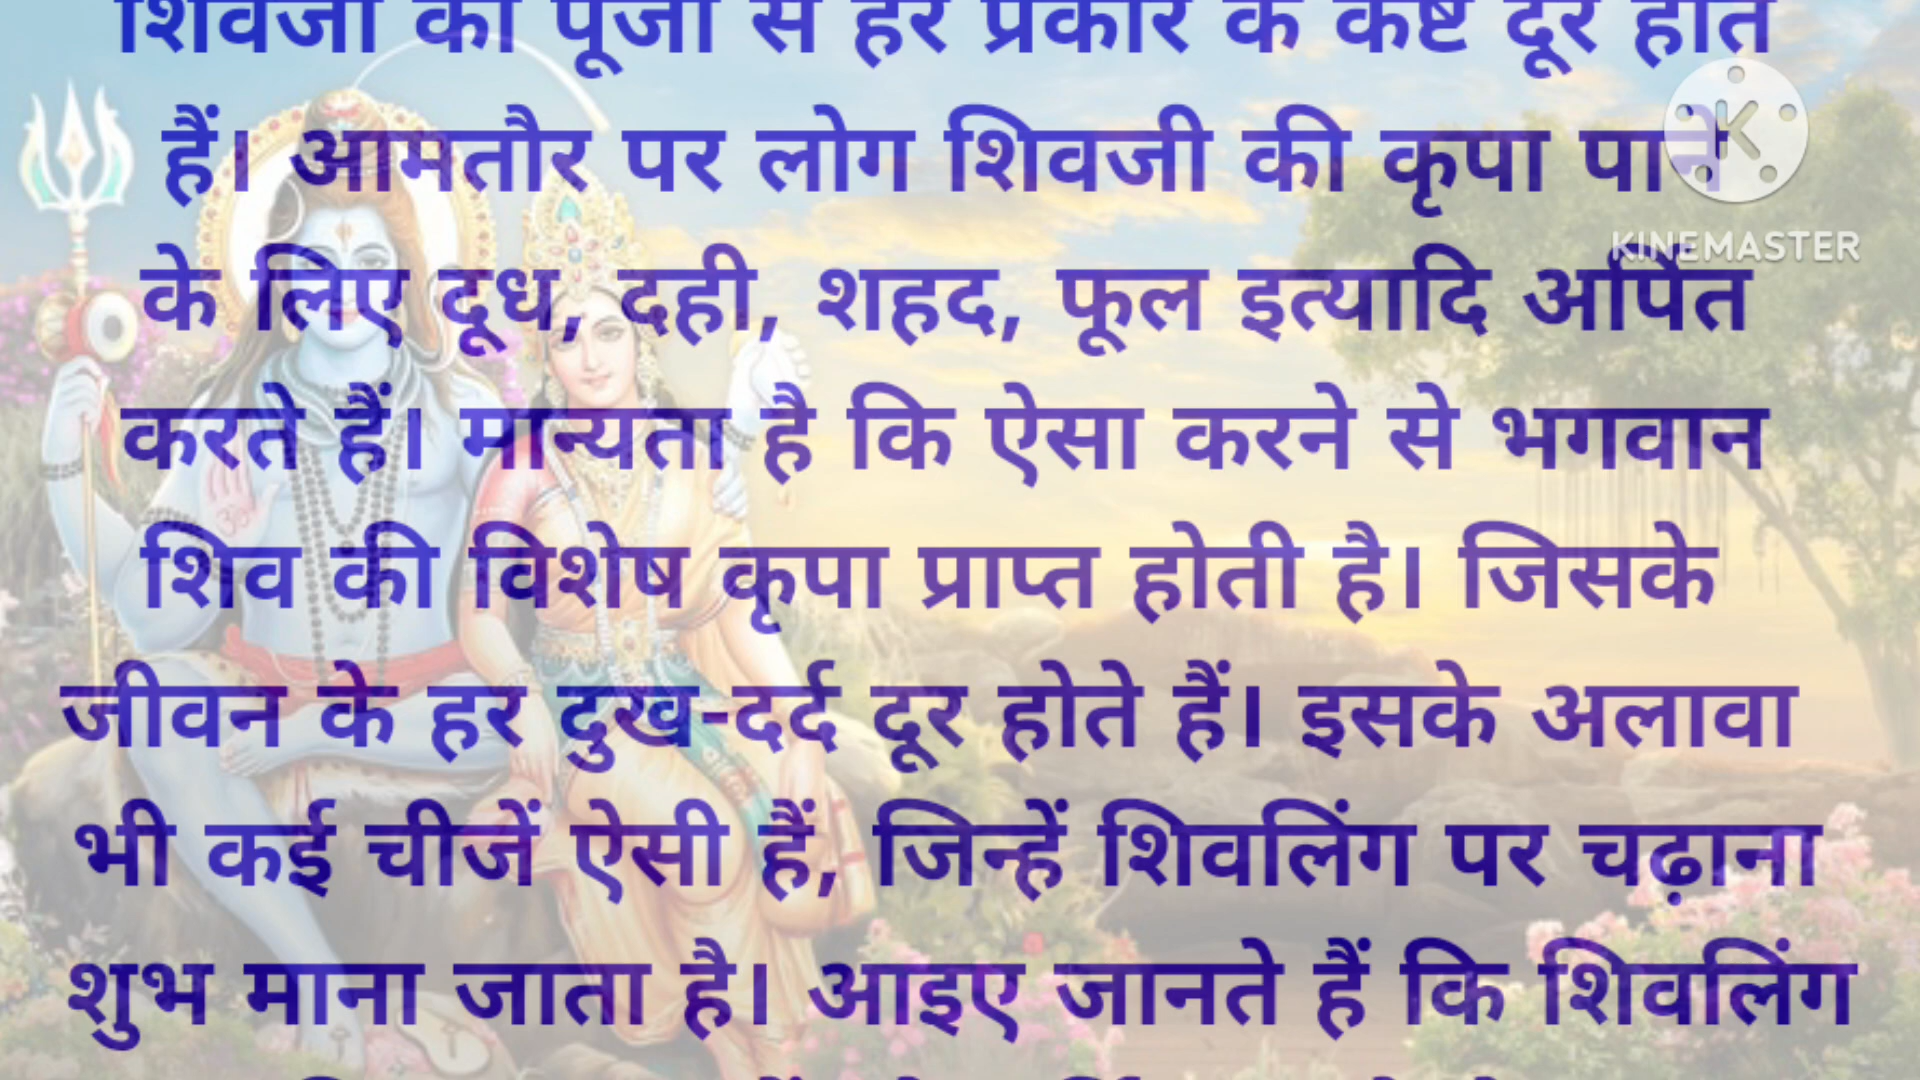 शिवजी की पूजा से हर प्रकार के कष्ट दूर होते
हैं। आमतौर पर लोग शिवजी की कृपा पाने
के लिए दूध, दही, शहद, फूल इत्यादि अर्पित
करते हैं। मान्यता है कि ऐसा करने से भगवान
शिव की विशेष कृपा प्राप्त होती है। जिसके
जीवन के हर दुख-दर्द दूर होते हैं। इसके अलावा
भी कई चीजें ऐसी हैं, जिन्हें शिवलिंग पर चढ़ाना
शुभ माना जाता है। आइए जानते हैं कि शिवलिंग
KINEMASTER